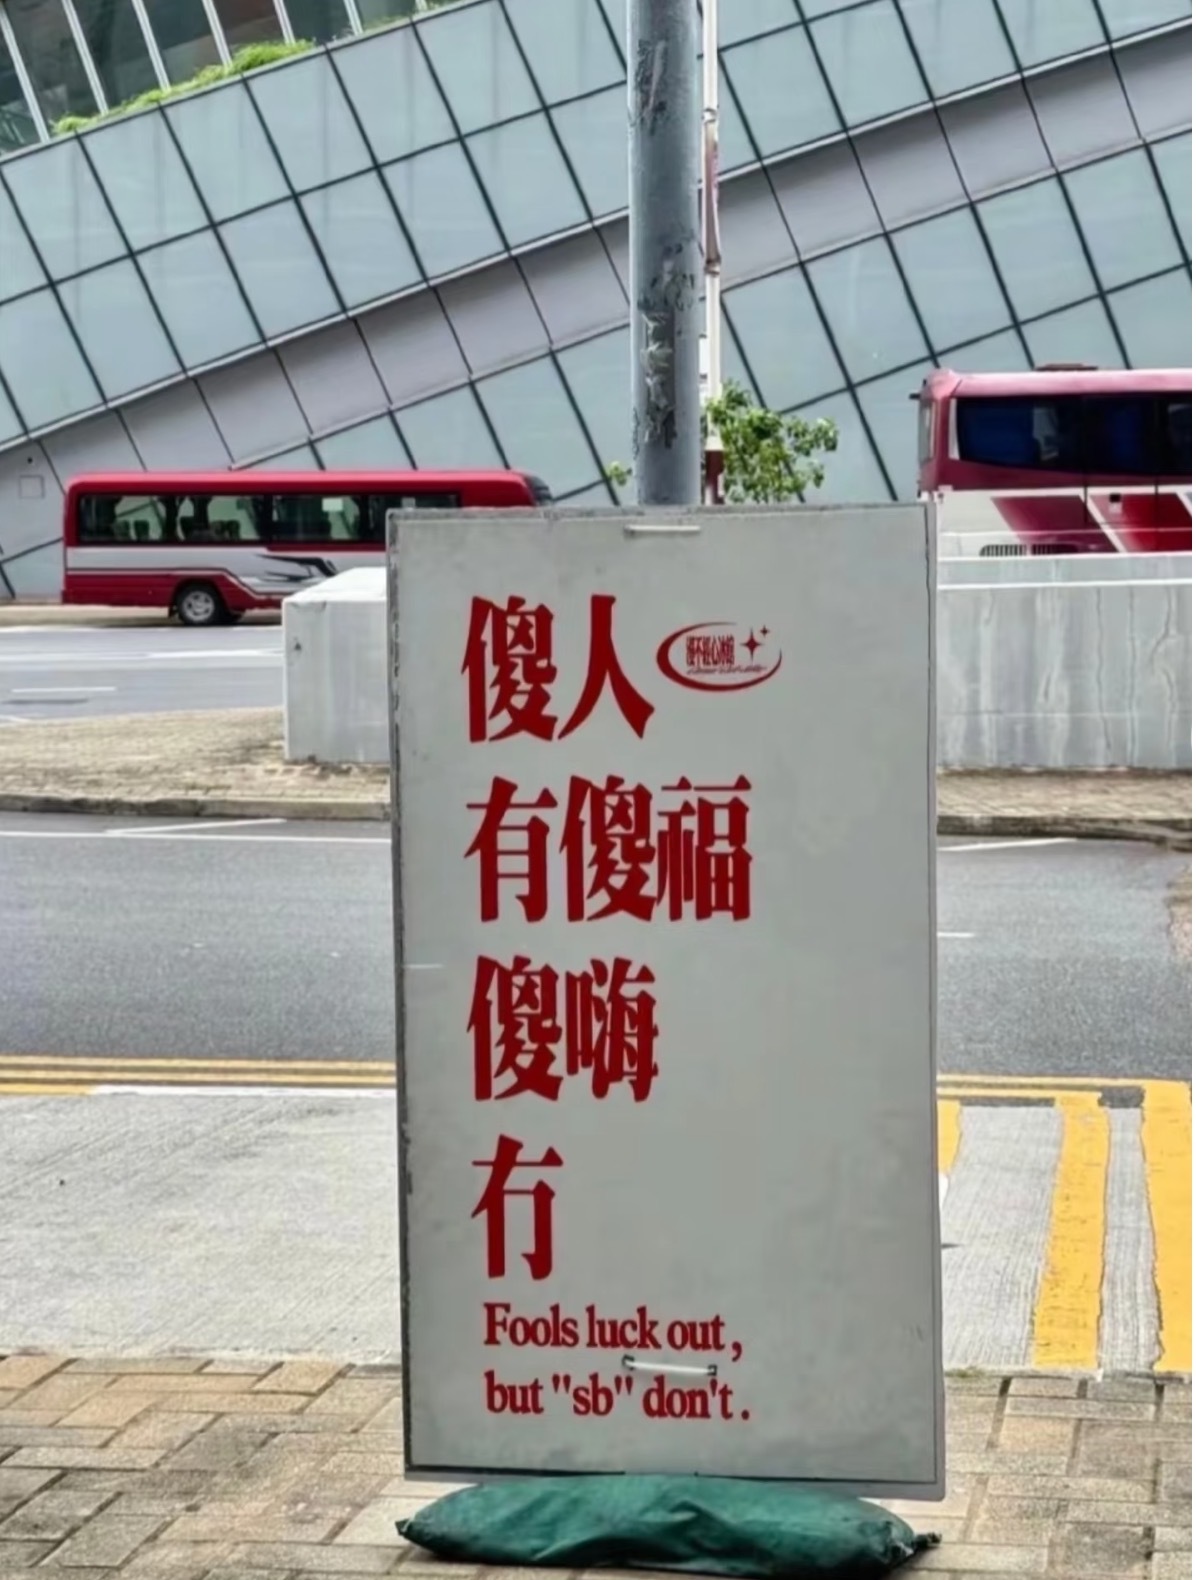 傻人
有傻福
傻嗨
冇
Fools luck out,
but "sb" don't.